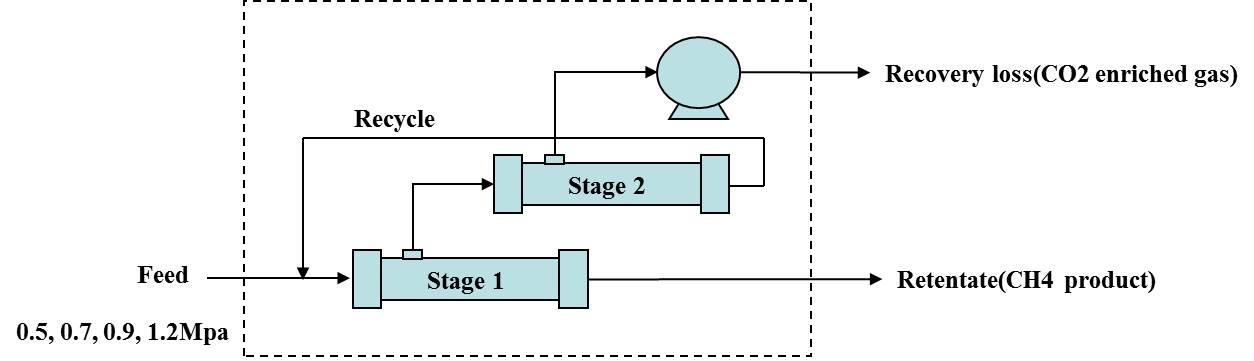 Recovery loss(CO2 enriched gas)
Recycle
Stage 2
Feed
Stage 1
Retentate(CH4 product)
0.5, 0.7, 0.9, 1.2Mpa